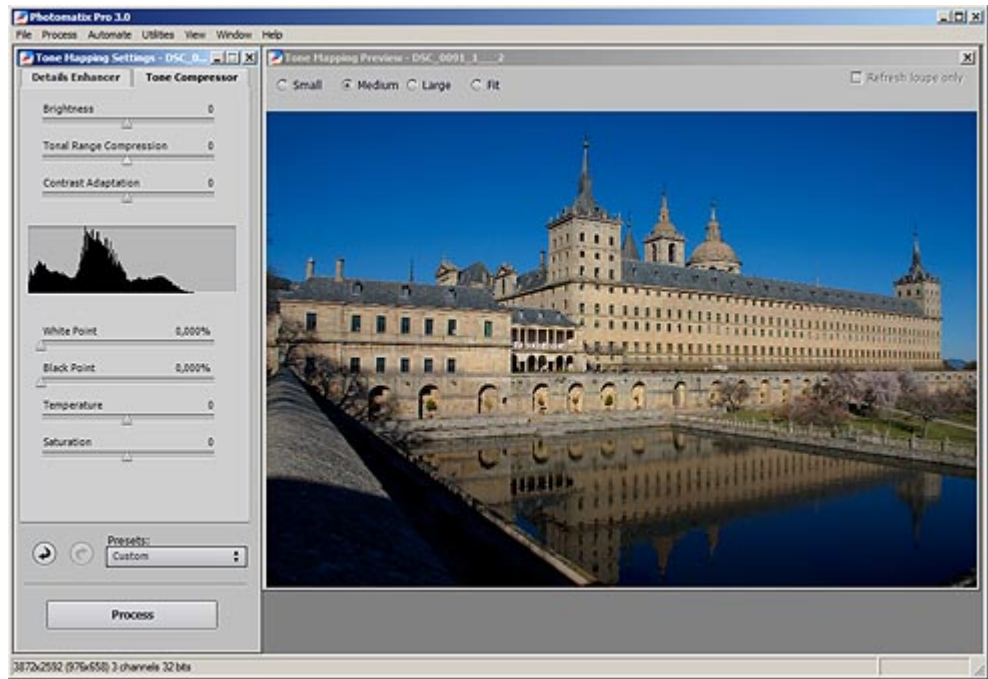 Photomatix Pro 3.0
File Process Automate Utilities View Window Help
Tone Mapping Settings - DSC_0...
Tone Mapping Preview - DSC_0091_1___2
Details Enhancer Tone Compressor
Small Medium Large Fit
Refresh loupe only
Brightness 0
Tonal Range Compression 0
Contrast Adaptation 0
White Point 0,000%
Black Point 0,000%
Temperature 0
Saturation 0
Presets:
Custom
Process
3872x2592 (976x658) 3 channels 32 bits